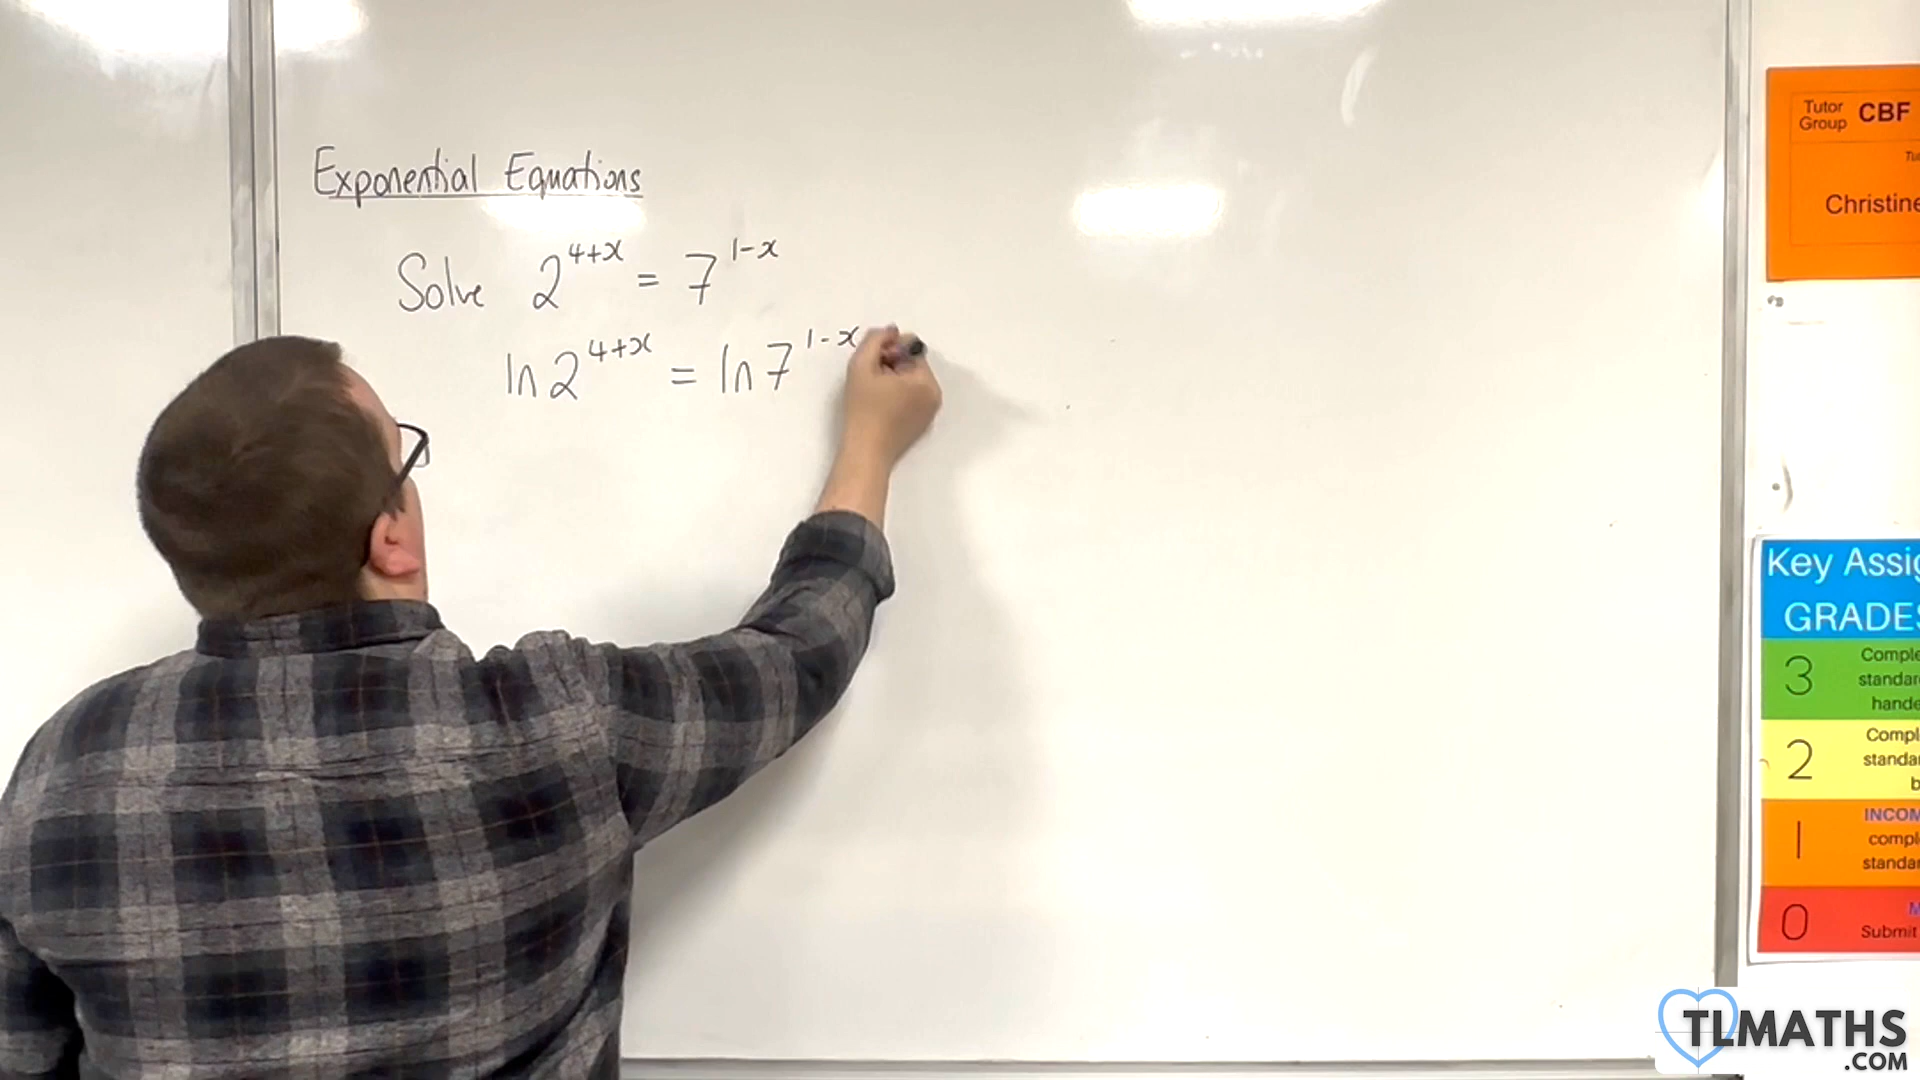 Exponential Equations
Solve 2^{4+x} = 7^{1-x}
ln 2^{4+x} = ln 7^{1-x}
Tutor Group CBF
Christine
Key Assig
GRADES
3
Comple
standar
hande
2
Compl
standa
b
1
INCOM
compl
standa
0
M
Submit
TLMATHS
.COM